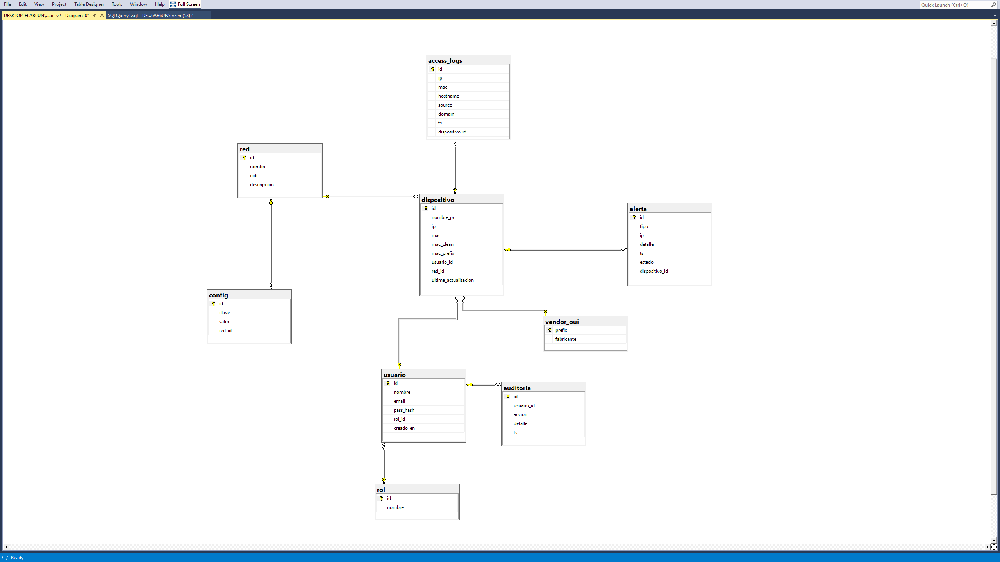 File Edit View Project Table Designer Tools Window Help Full Screen
Quick Launch (Ctrl+Q)
DESKTOP-F6AB6UN\...ac_v2 - Diagram_0*
SQLQuery1.sql - DE...6AB6UN\ryzen (53))*
access_logs
id
ip
mac
hostname
source
domain
ts
dispositivo_id
red
id
nombre
cidr
descripcion
dispositivo
id
nombre_pc
ip
mac
mac_clean
mac_prefix
usuario_id
red_id
ultima_actualizacion
alerta
id
tipo
ip
detalle
ts
estado
dispositivo_id
config
id
clave
valor
red_id
vendor_oui
prefix
fabricante
usuario
id
nombre
email
pass_hash
rol_id
creado_en
auditoria
id
usuario_id
accion
detalle
ts
rol
id
nombre
Ready